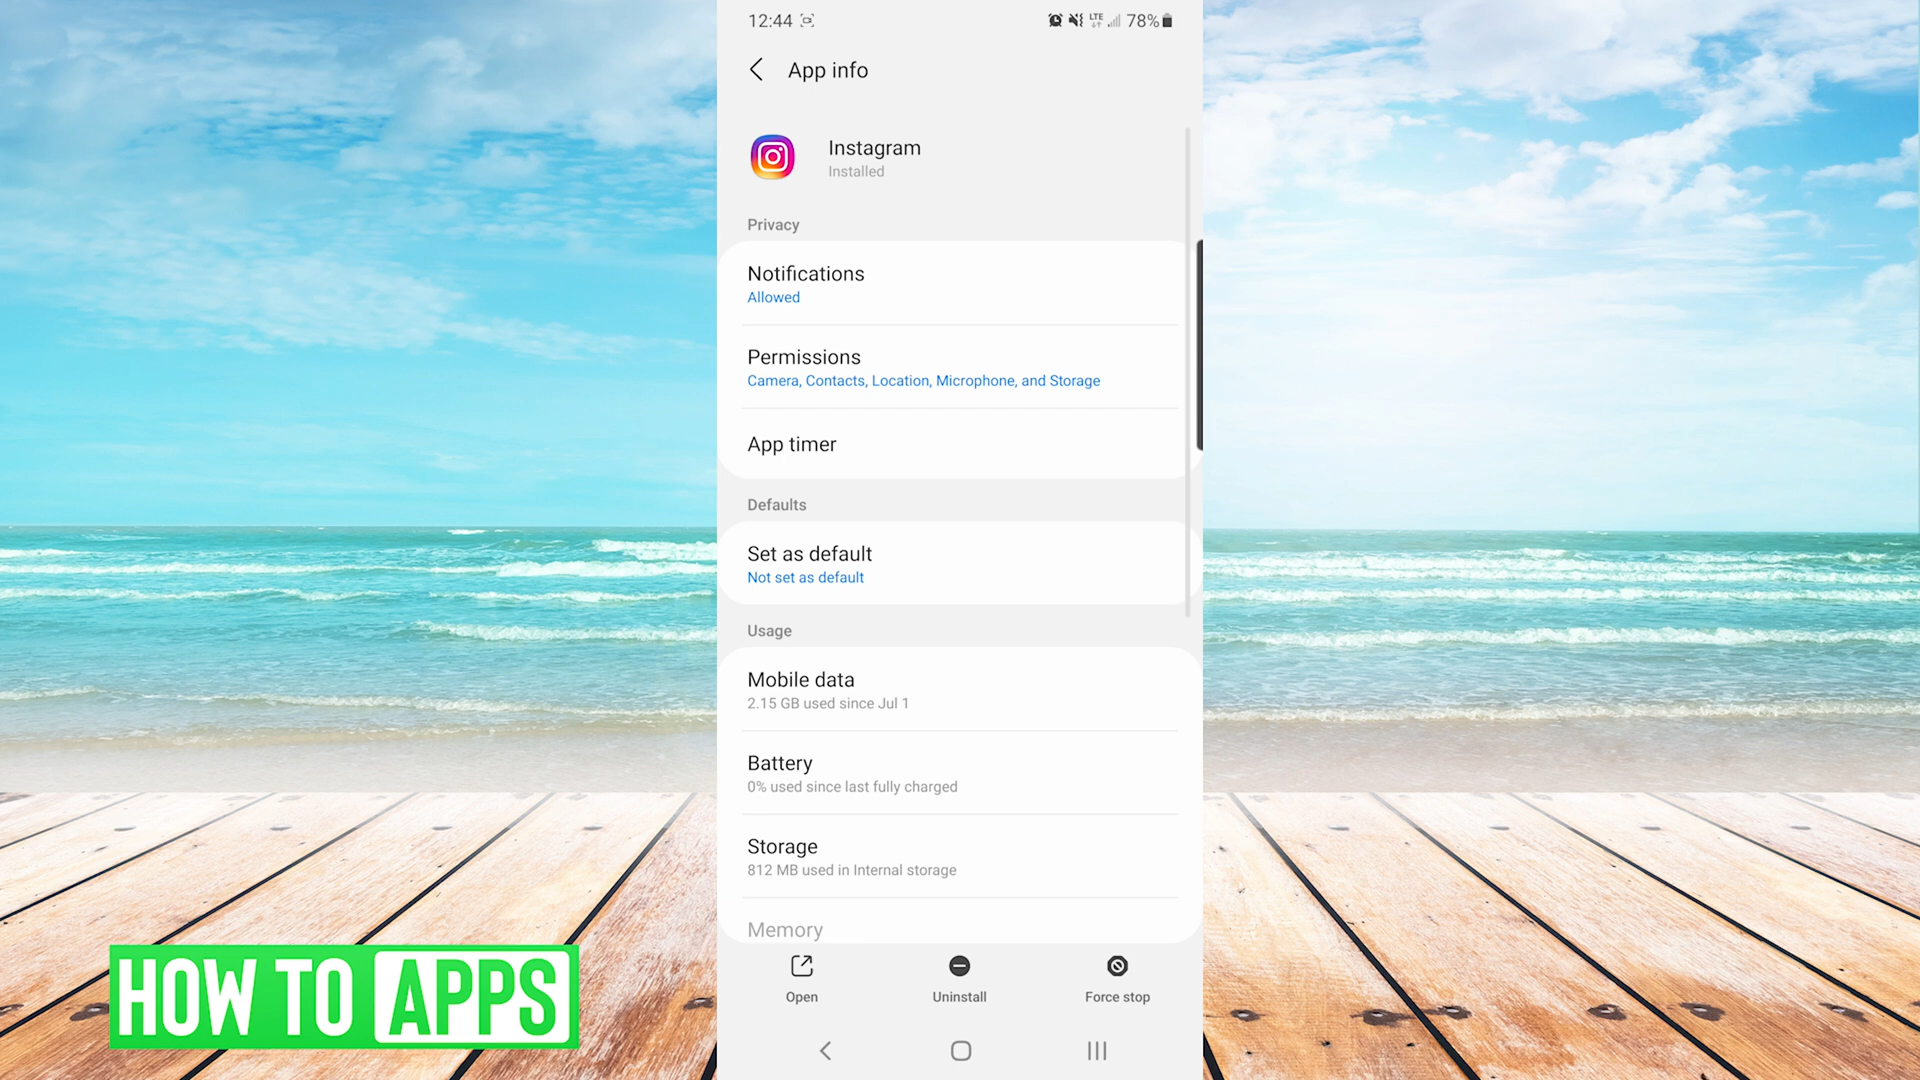 12:44
LTE
78%
App info
Instagram
Installed
Privacy
Notifications
Allowed
Permissions
Camera, Contacts, Location, Microphone, and Storage
App timer
Defaults
Set as default
Not set as default
Usage
Mobile data
2.15 GB used since Jul 1
Battery
0% used since last fully charged
Storage
812 MB used in Internal storage
Memory
Open
Uninstall
Force stop
HOW TO APPS